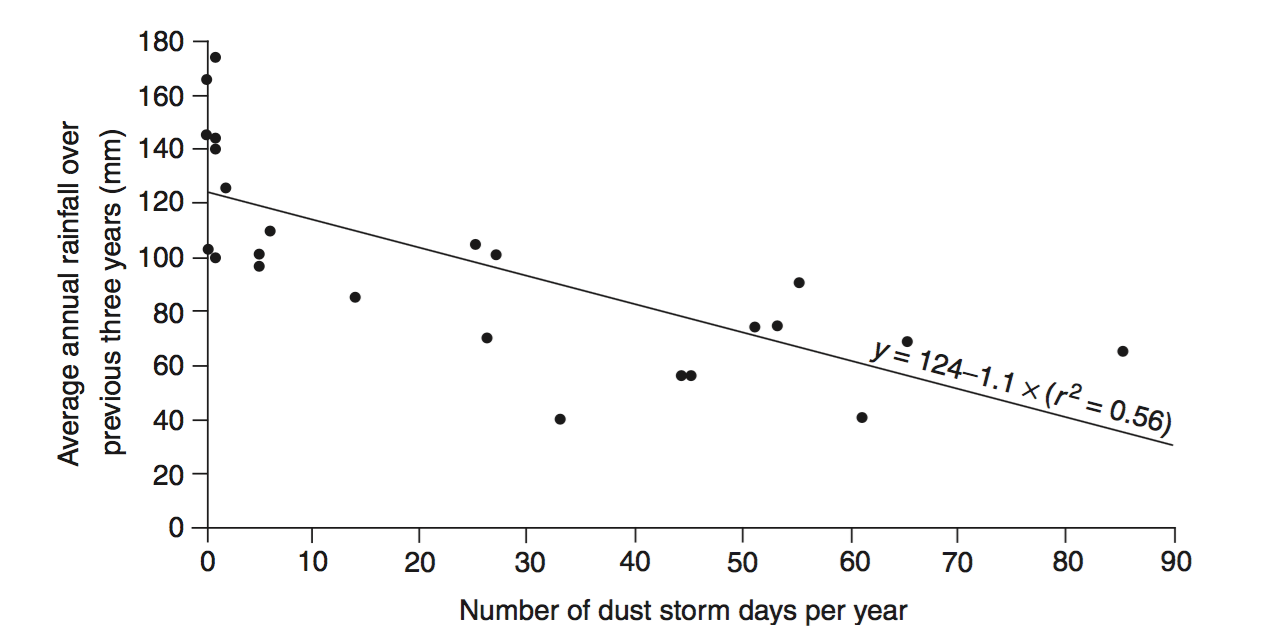 180
160
140
120
100
80
60
40
20
0
Average annual rainfall over
previous three years (mm)
y = 124–1.1 × (r² = 0.56)
0 10 20 30 40 50 60 70 80 90
Number of dust storm days per year